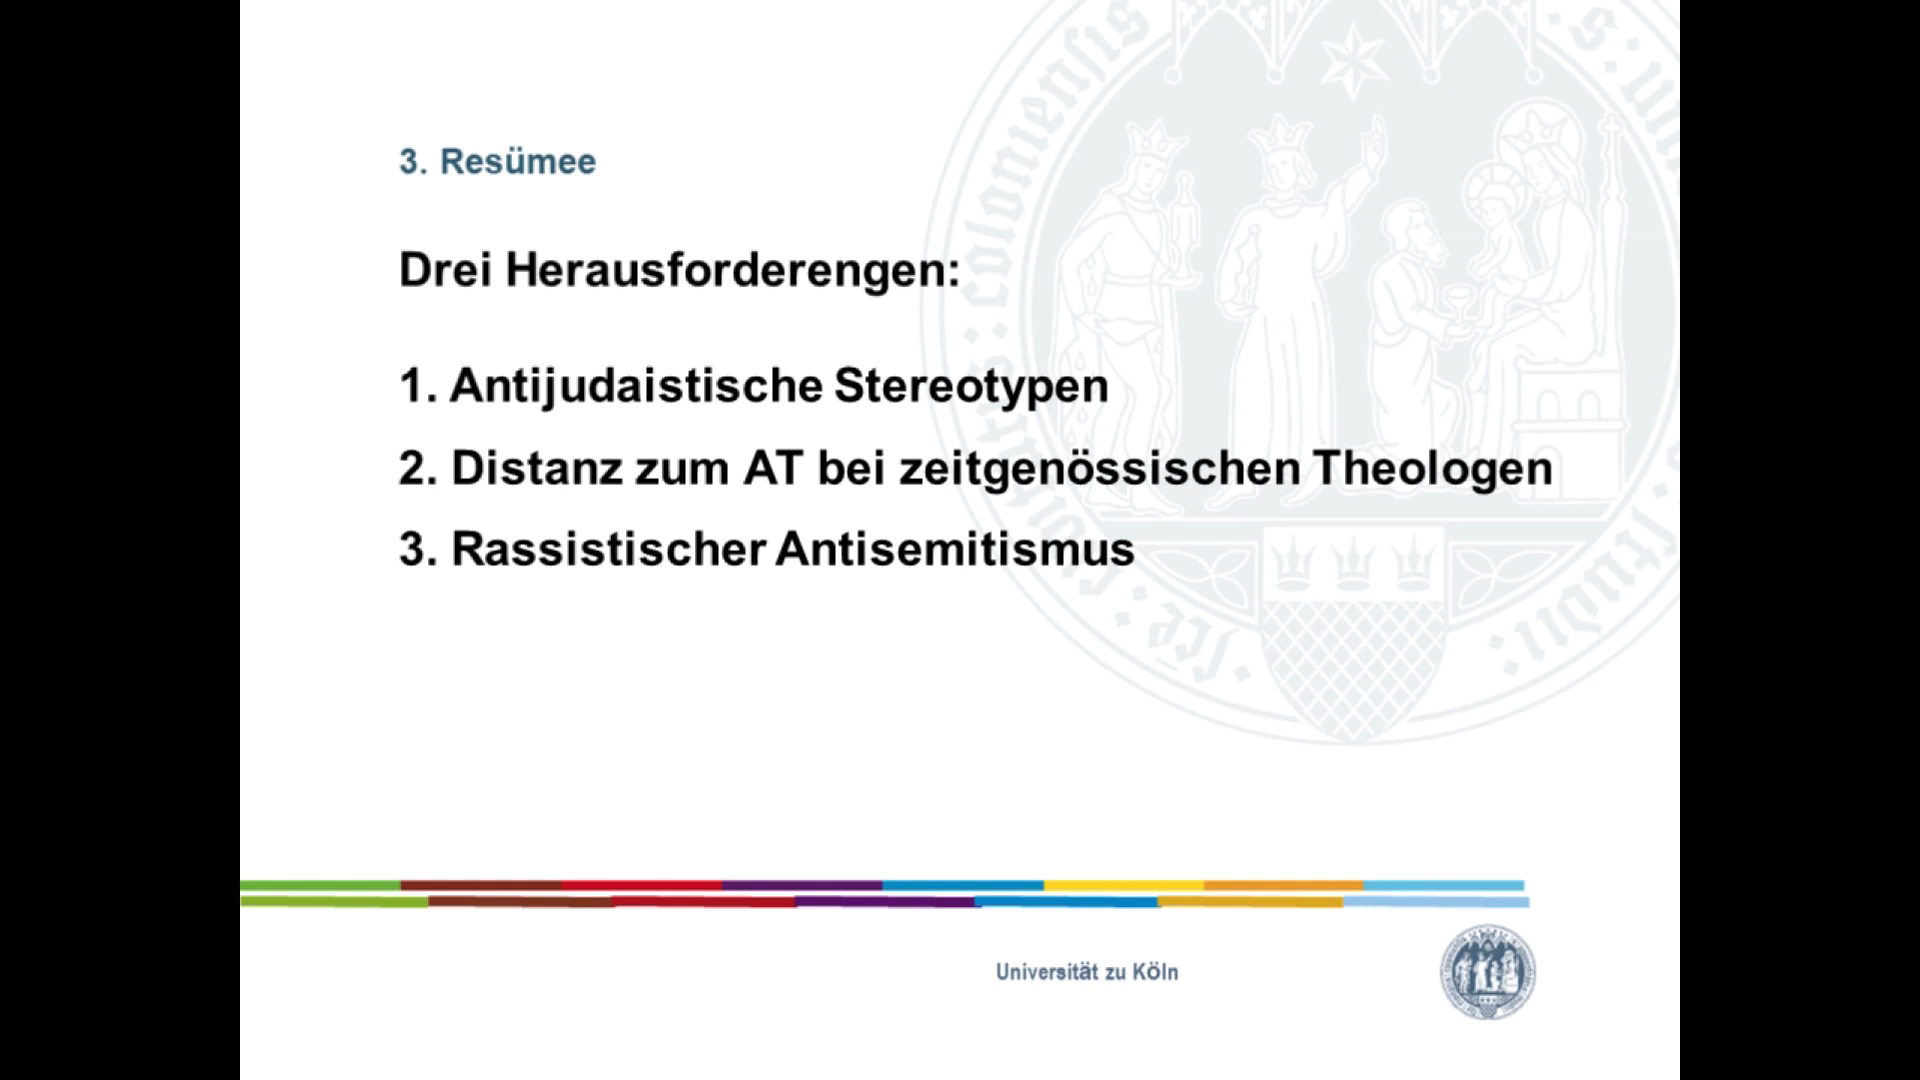 3. Resümee
Drei Herausforderengen:
1. Antijudaistische Stereotypen
2. Distanz zum AT bei zeitgenössischen Theologen
3. Rassistischer Antisemitismus
Universität zu Köln